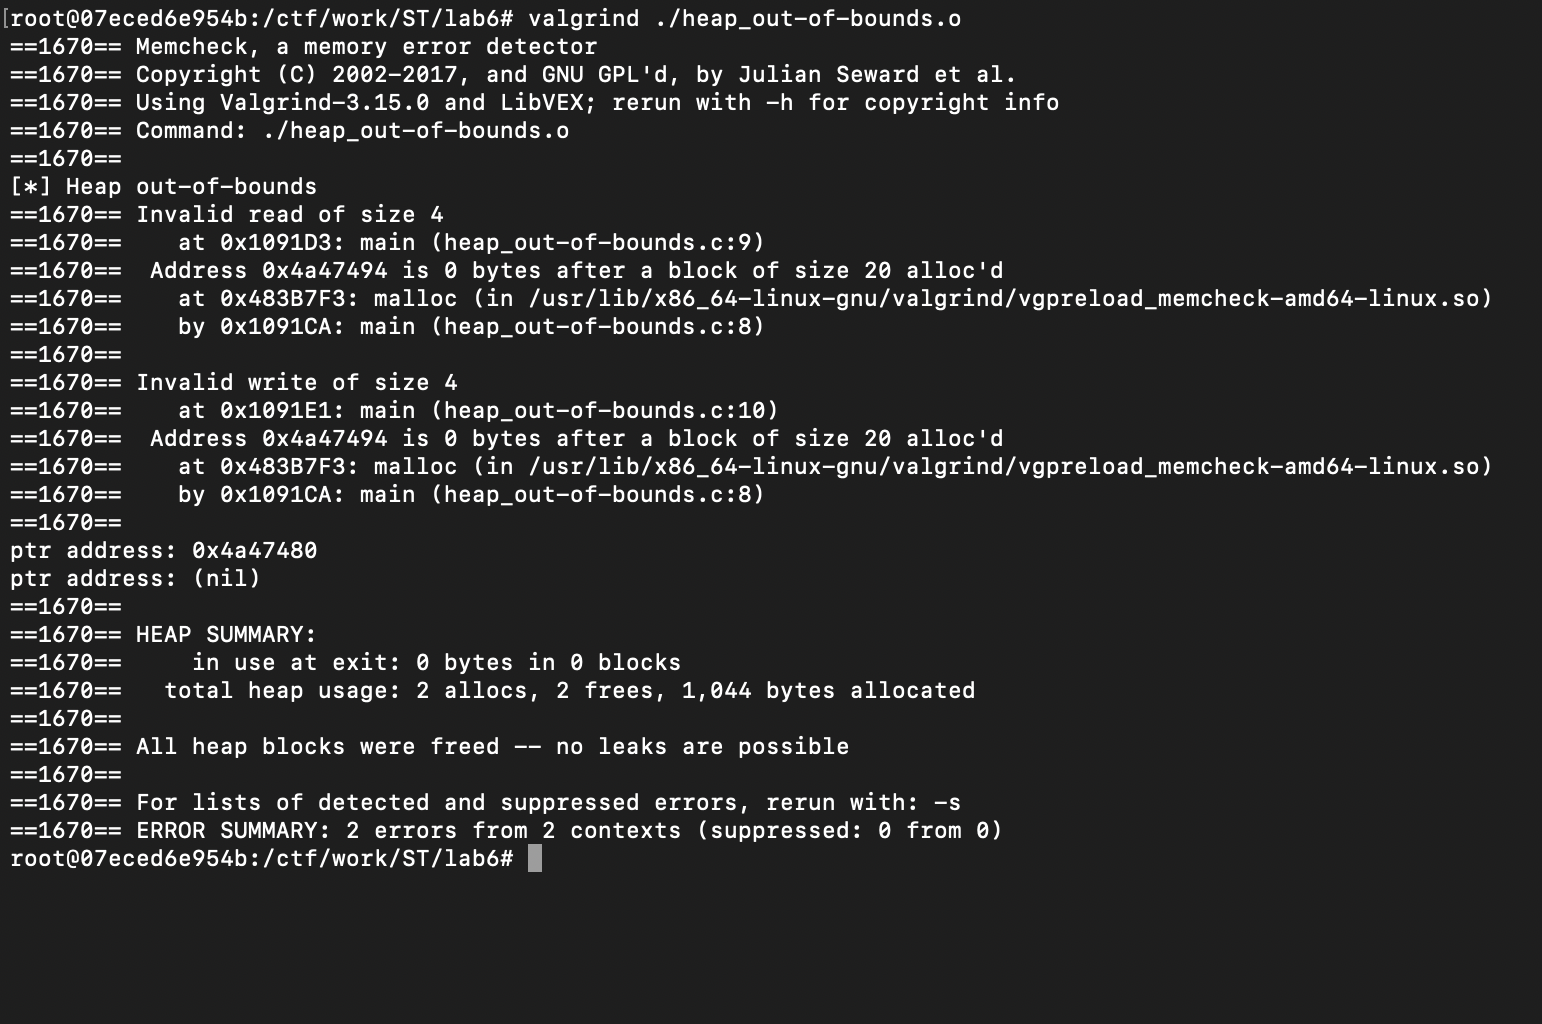 [root@07eced6e954b:/ctf/work/ST/lab6# valgrind ./heap_out-of-bounds.o
==1670== Memcheck, a memory error detector
==1670== Copyright (C) 2002-2017, and GNU GPL'd, by Julian Seward et al.
==1670== Using Valgrind-3.15.0 and LibVEX; rerun with -h for copyright info
==1670== Command: ./heap_out-of-bounds.o
==1670==
[*] Heap out-of-bounds
==1670== Invalid read of size 4
==1670==    at 0x1091D3: main (heap_out-of-bounds.c:9)
==1670==  Address 0x4a47494 is 0 bytes after a block of size 20 alloc'd
==1670==    at 0x483B7F3: malloc (in /usr/lib/x86_64-linux-gnu/valgrind/vgpreload_memcheck-amd64-linux.so)
==1670==    by 0x1091CA: main (heap_out-of-bounds.c:8)
==1670==
==1670== Invalid write of size 4
==1670==    at 0x1091E1: main (heap_out-of-bounds.c:10)
==1670==  Address 0x4a47494 is 0 bytes after a block of size 20 alloc'd
==1670==    at 0x483B7F3: malloc (in /usr/lib/x86_64-linux-gnu/valgrind/vgpreload_memcheck-amd64-linux.so)
==1670==    by 0x1091CA: main (heap_out-of-bounds.c:8)
==1670==
ptr address: 0x4a47480
ptr address: (nil)
==1670==
==1670== HEAP SUMMARY:
==1670==     in use at exit: 0 bytes in 0 blocks
==1670==   total heap usage: 2 allocs, 2 frees, 1,044 bytes allocated
==1670==
==1670== All heap blocks were freed -- no leaks are possible
==1670==
==1670== For lists of detected and suppressed errors, rerun with: -s
==1670== ERROR SUMMARY: 2 errors from 2 contexts (suppressed: 0 from 0)
root@07eced6e954b:/ctf/work/ST/lab6#